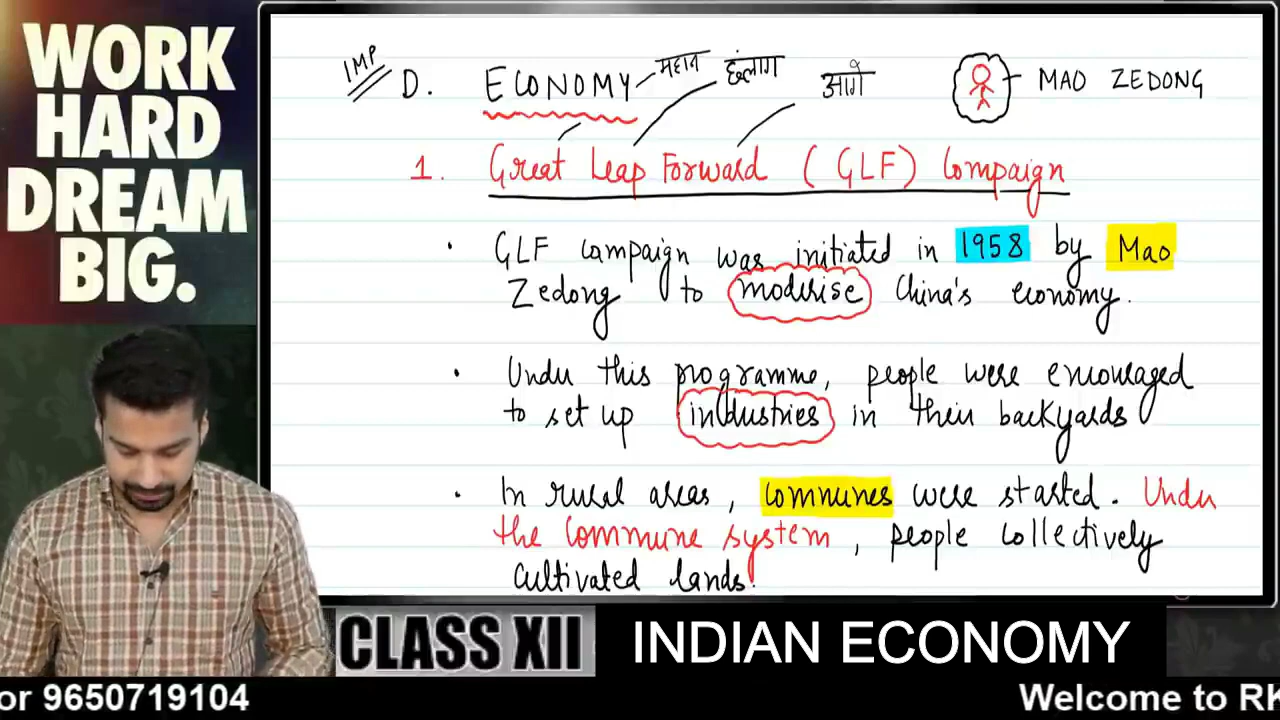 WORK
HARD
DREAM
BIG.
IMP
D. ECONOMY महान छलांग आगे MAO ZEDONG
1. Great Leap Forward (GLF) Campaign
• GLF campaign was initiated in 1958 by Mao
Zedong to modernise China's economy.
• Under this programme, people were encouraged
to set up industries in their backyards
• In rural areas, communes were started. Under
the commune system, people collectively
cultivated lands.
CLASS XII INDIAN ECONOMY
or 9650719104 Welcome to RK